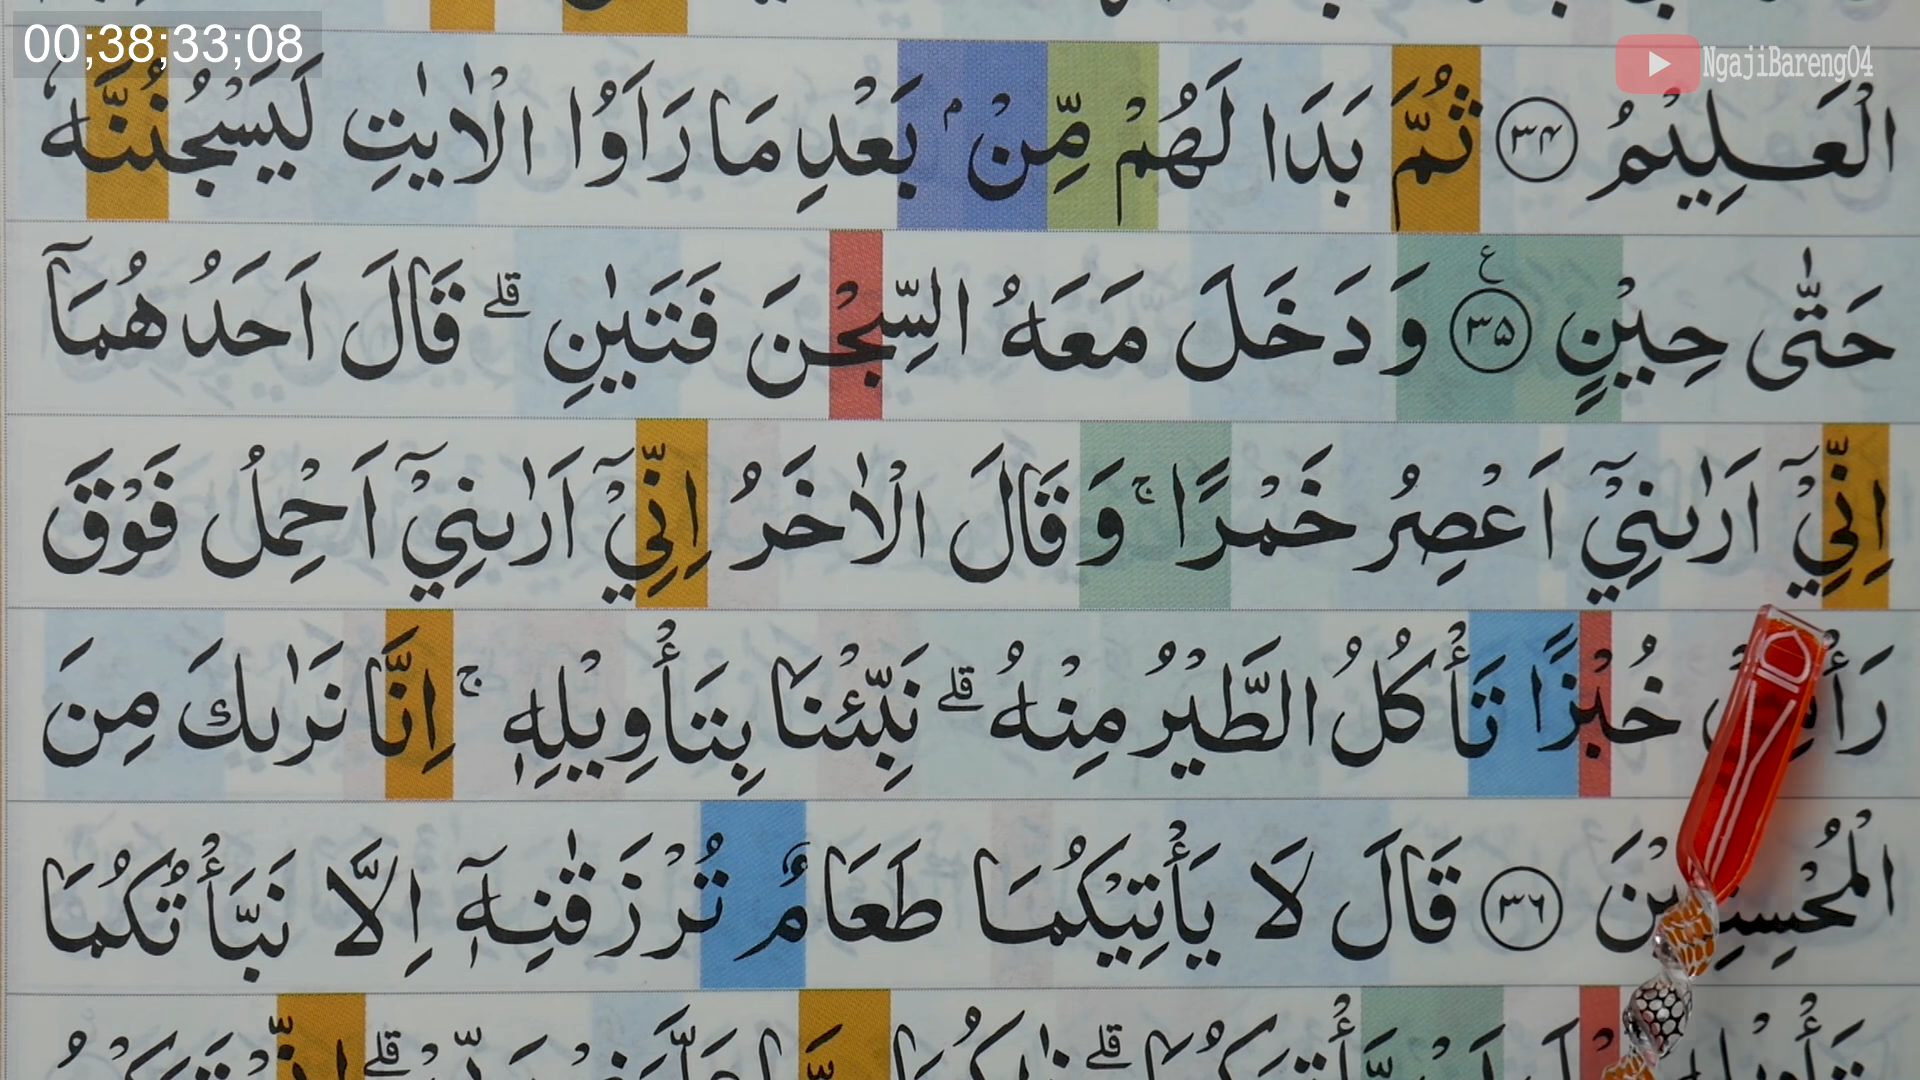 00;38;33;08
NgajiBareng04
الْعَلِيْمُ ٣٤ ثُمَّ بَدَا لَهُمْ مِّنْۢ بَعْدِ مَا رَاَوُا الْاٰيٰتِ لَيَسْجُنُنَّهٗ
حَتّٰى حِيْنٍ ٣٥ ع وَدَخَلَ مَعَهُ السِّجْنَ فَتَيٰنِ ۗ قَالَ اَحَدُهُمَآ
اِنِّيْٓ اَرٰىنِيْٓ اَعْصِرُ خَمْرًا ۚ وَقَالَ الْاٰخَرُ اِنِّيْٓ اَرٰىنِيْٓ اَحْمِلُ فَوْقَ
خُبْزًا تَأْكُلُ الطَّيْرُ مِنْهُ ۗ نَبِّئْنَا بِتَأْوِيْلِهٖ ۚ اِنَّا نَرٰىكَ مِنَ
الْمُحْسِنِيْنَ ٣٦ قَالَ لَا يَأْتِيْكُمَا طَعَامٌ تُرْزَقٰنِهٖٓ اِلَّا نَبَّأْتُكُمَا